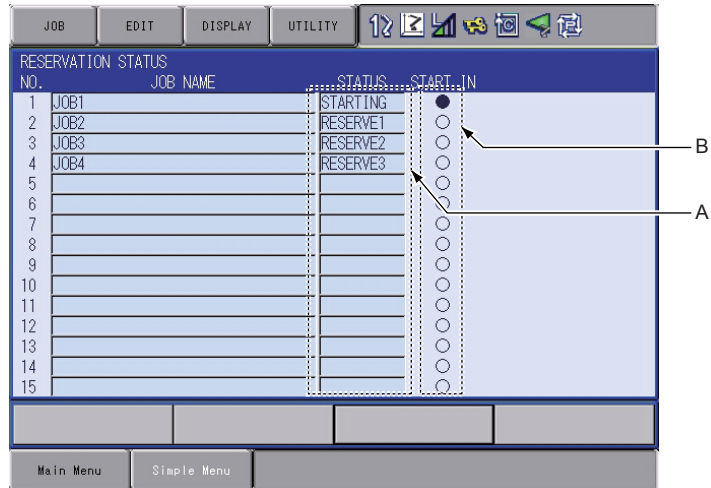 JOB EDIT DISPLAY UTILITY
RESERVATION STATUS
NO. JOB NAME STATUS START IN
1 JOB1 STARTING
2 JOB2 RESERVE1
3 JOB3 RESERVE2
4 JOB4 RESERVE3
5
6
7
8
9
10
11
12
13
14
15
B
A
Main Menu Simple Menu